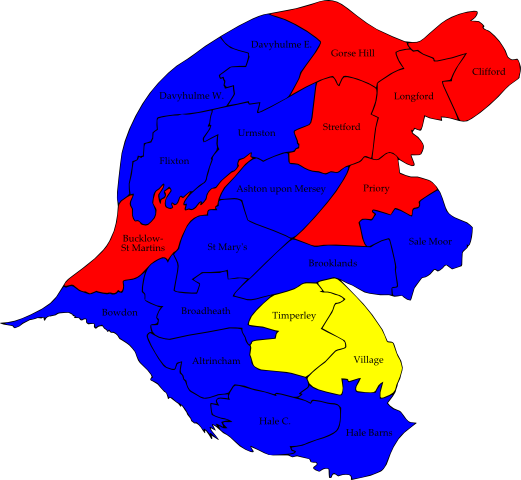 Davyhulme E.
Gorse Hill
Clifford
Davyhulme W.
Longford
Urmston
Stretford
Flixton
Ashton upon Mersey
Priory
Bucklow-
St Martins
St Mary's
Sale Moor
Brooklands
Bowdon
Broadheath
Timperley
Altrincham
Village
Hale C.
Hale Barns